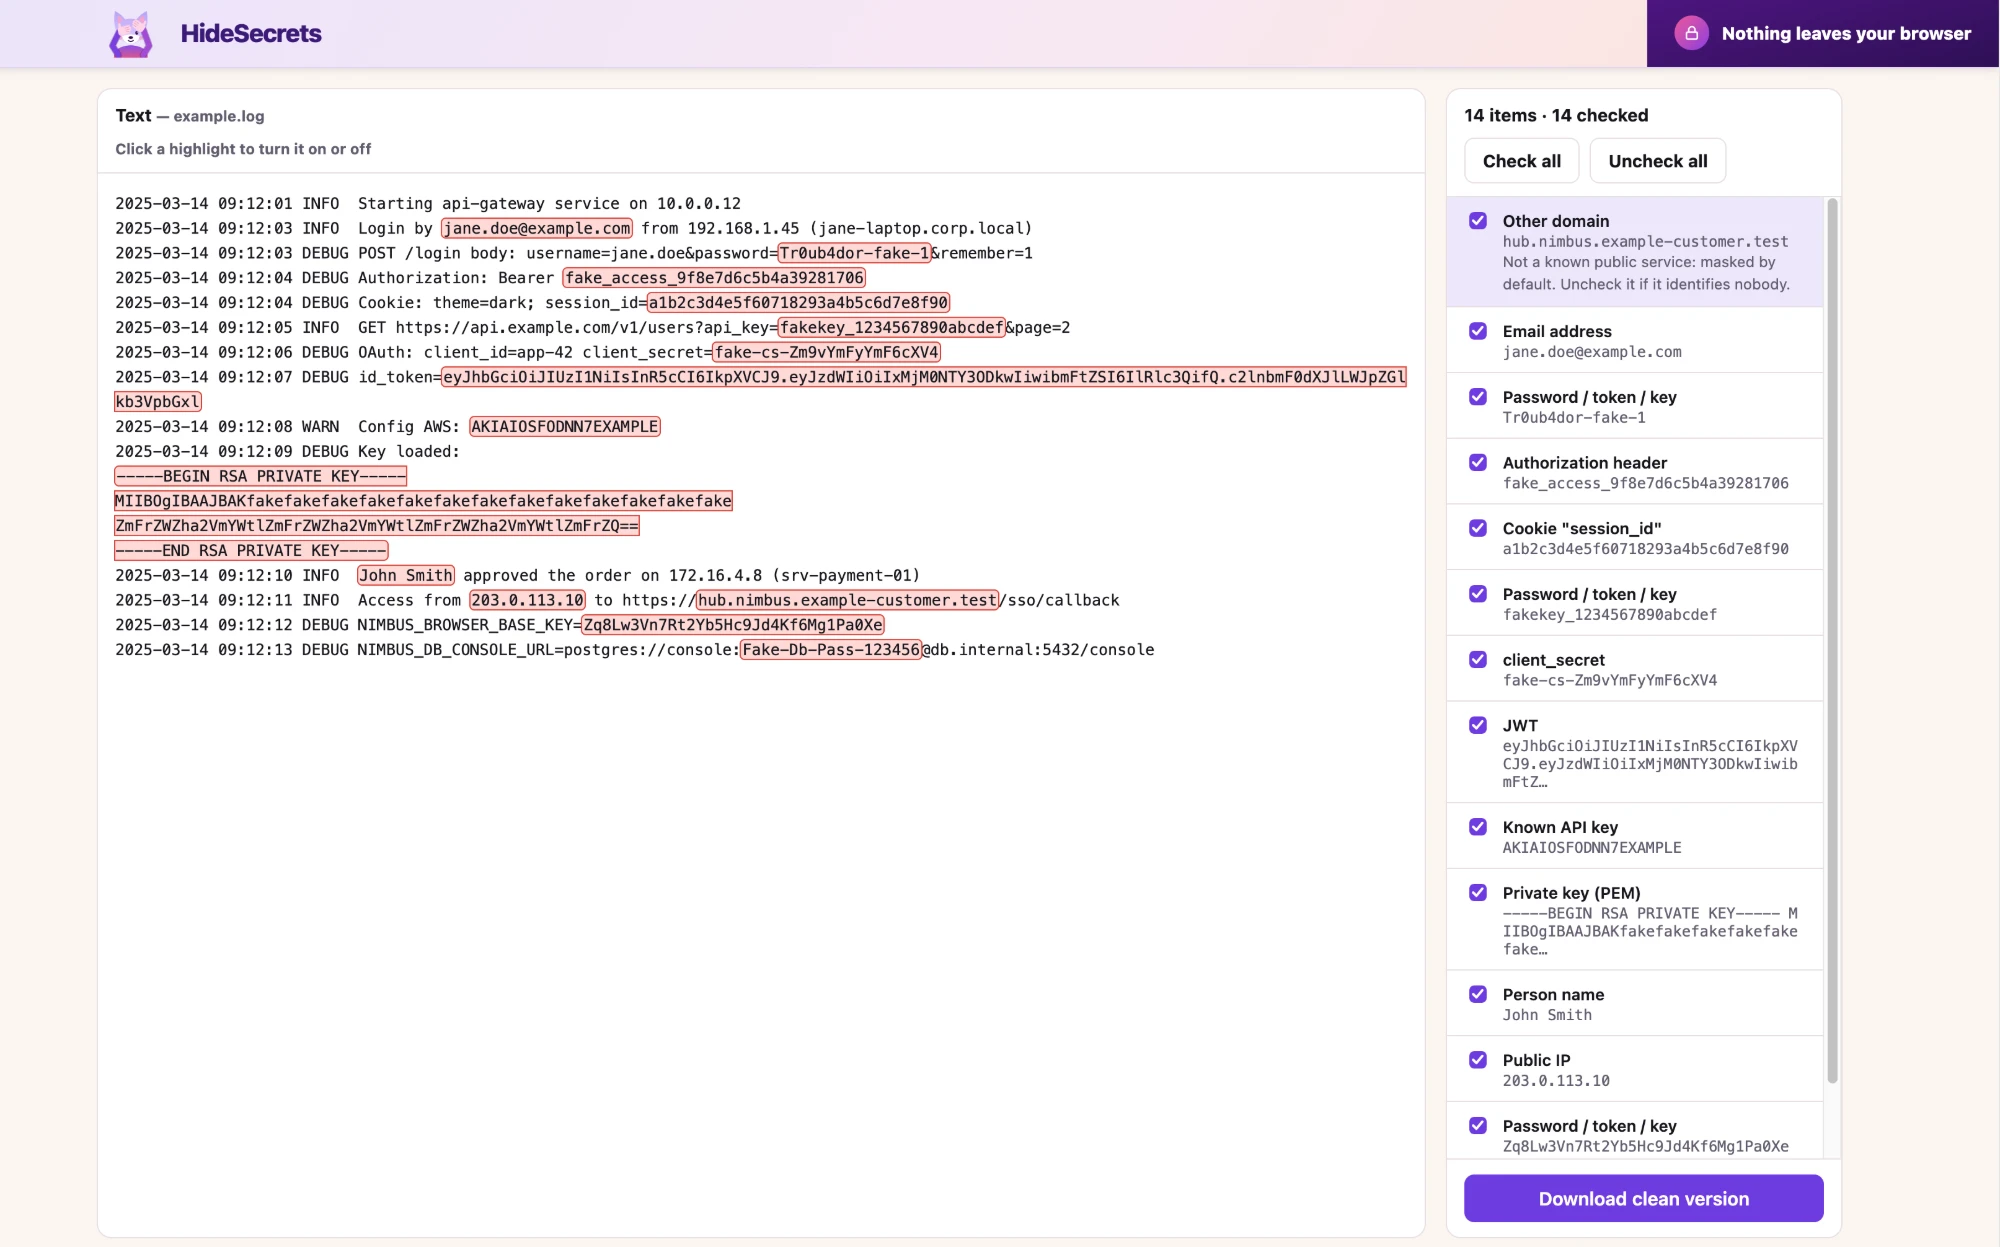 HideSecrets
Nothing leaves your browser
Text — example.log
Click a highlight to turn it on or off
2025-03-14 09:12:01 INFO  Starting api-gateway service on 10.0.0.12
2025-03-14 09:12:03 INFO  Login by jane.doe@example.com from 192.168.1.45 (jane-laptop.corp.local)
2025-03-14 09:12:03 DEBUG POST /login body: username=jane.doe&password=Tr0ub4dor-fake-1&remember=1
2025-03-14 09:12:04 DEBUG Authorization: Bearer fake_access_9f8e7d6c5b4a39281706
2025-03-14 09:12:04 DEBUG Cookie: theme=dark; session_id=a1b2c3d4e5f60718293a4b5c6d7e8f90
2025-03-14 09:12:05 INFO  GET https://api.example.com/v1/users?api_key=fakekey_1234567890abcdef&page=2
2025-03-14 09:12:06 DEBUG OAuth: client_id=app-42 client_secret=fake-cs-Zm9vYmFyYmF6cXV4
2025-03-14 09:12:07 DEBUG id_token=eyJhbGciOiJIUzI1NiIsInR5cCI6IkpXVCJ9.eyJzdWIiOiIxMjM0NTY3ODkwIiwibmFtZSI6IlRlc3QifQ.c2lnbmF0dXJlLWJpZGl
kb3VpbGxl
2025-03-14 09:12:08 WARN  Config AWS: AKIAIOSFODNN7EXAMPLE
2025-03-14 09:12:09 DEBUG Key loaded:
-----BEGIN RSA PRIVATE KEY-----
MIIBOgIBAAJBAKfakefakefakefakefakefakefakefakefakefakefakefake
ZmFrZWZha2VmYWtlZmFrZWZha2VmYWtlZmFrZWZha2VmYWtlZmFrZQ==
-----END RSA PRIVATE KEY-----
2025-03-14 09:12:10 INFO  John Smith approved the order on 172.16.4.8 (srv-payment-01)
2025-03-14 09:12:11 INFO  Access from 203.0.113.10 to https://hub.nimbus.example-customer.test/sso/callback
2025-03-14 09:12:12 DEBUG NIMBUS_BROWSER_BASE_KEY=Zq8Lw3Vn7Rt2Yb5Hc9Jd4Kf6Mg1Pa0Xe
2025-03-14 09:12:13 DEBUG NIMBUS_DB_CONSOLE_URL=postgres://console:Fake-Db-Pass-123456@db.internal:5432/console
14 items · 14 checked
Check all
Uncheck all
Other domain
hub.nimbus.example-customer.test
Not a known public service: masked by
default. Uncheck it if it identifies nobody.
Email address
jane.doe@example.com
Password / token / key
Tr0ub4dor-fake-1
Authorization header
fake_access_9f8e7d6c5b4a39281706
Cookie "session_id"
a1b2c3d4e5f60718293a4b5c6d7e8f90
Password / token / key
fakekey_1234567890abcdef
client_secret
fake-cs-Zm9vYmFyYmF6cXV4
JWT
eyJhbGciOiJIUzI1NiIsInR5cCI6IkpXV
CJ9.eyJzdWIiOiIxMjM0NTY3ODkwIiwib
mFtZ…
Known API key
AKIAIOSFODNN7EXAMPLE
Private key (PEM)
-----BEGIN RSA PRIVATE KEY----- M
IIBOgIBAAJBAKfakefakefakefakefake
fake…
Person name
John Smith
Public IP
203.0.113.10
Password / token / key
Zq8Lw3Vn7Rt2Yb5Hc9Jd4Kf6Mg1Pa0Xe
Download clean version